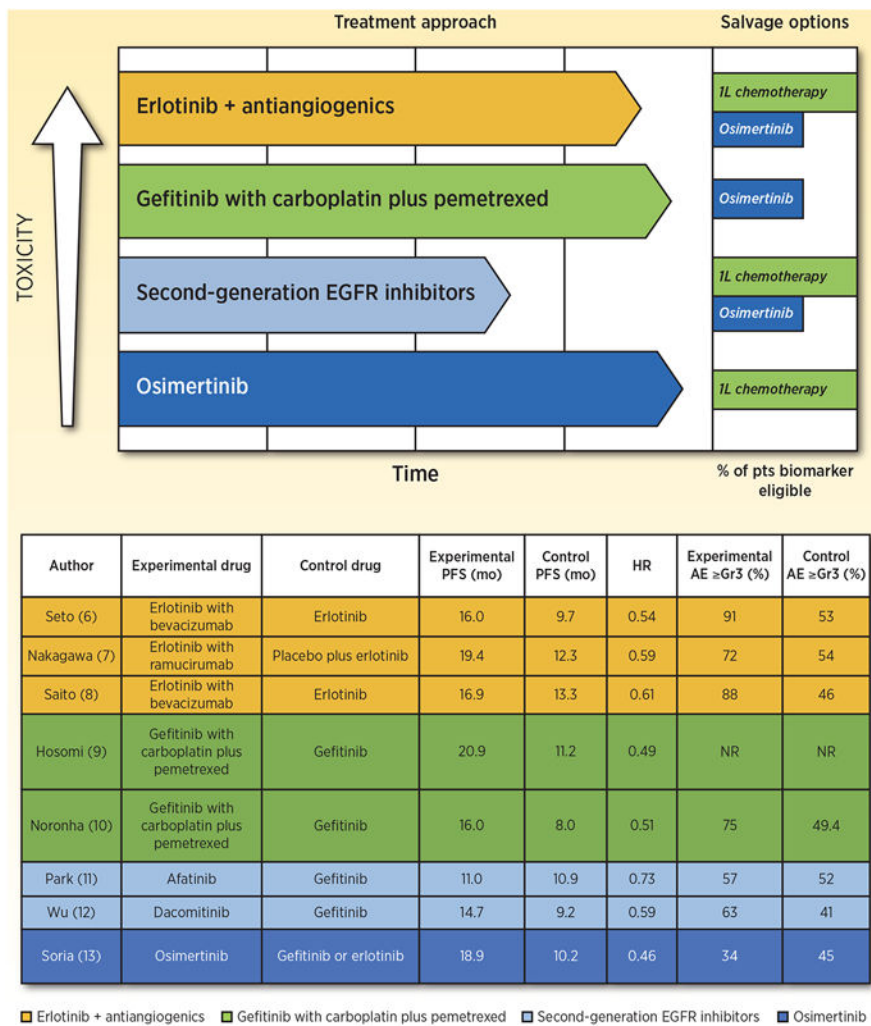 Treatment approach
Salvage options
TOXICITY
Erlotinib + antiangiogenics
1L chemotherapy
Osimertinib
Gefitinib with carboplatin plus pemetrexed
Osimertinib
Second-generation EGFR inhibitors
1L chemotherapy
Osimertinib
Osimertinib
1L chemotherapy
Time
% of pts biomarker
eligible
Author
Experimental drug
Control drug
Experimental
PFS (mo)
Control
PFS (mo)
HR
Experimental
AE ≥Gr3 (%)
Control
AE ≥Gr3 (%)
Seto (6)
Erlotinib with
bevacizumab
Erlotinib
16.0
9.7
0.54
91
53
Nakagawa (7)
Erlotinib with
ramucirumab
Placebo plus erlotinib
19.4
12.3
0.59
72
54
Saito (8)
Erlotinib with
bevacizumab
Erlotinib
16.9
13.3
0.61
88
46
Hosomi (9)
Gefitinib with
carboplatin plus
pemetrexed
Gefitinib
20.9
11.2
0.49
NR
NR
Noronha (10)
Gefitinib with
carboplatin plus
pemetrexed
Gefitinib
16.0
8.0
0.51
75
49.4
Park (11)
Afatinib
Gefitinib
11.0
10.9
0.73
57
52
Wu (12)
Dacomitinib
Gefitinib
14.7
9.2
0.59
63
41
Soria (13)
Osimertinib
Gefitinib or erlotinib
18.9
10.2
0.46
34
45
Erlotinib + antiangiogenics
Gefitinib with carboplatin plus pemetrexed
Second-generation EGFR inhibitors
Osimertinib